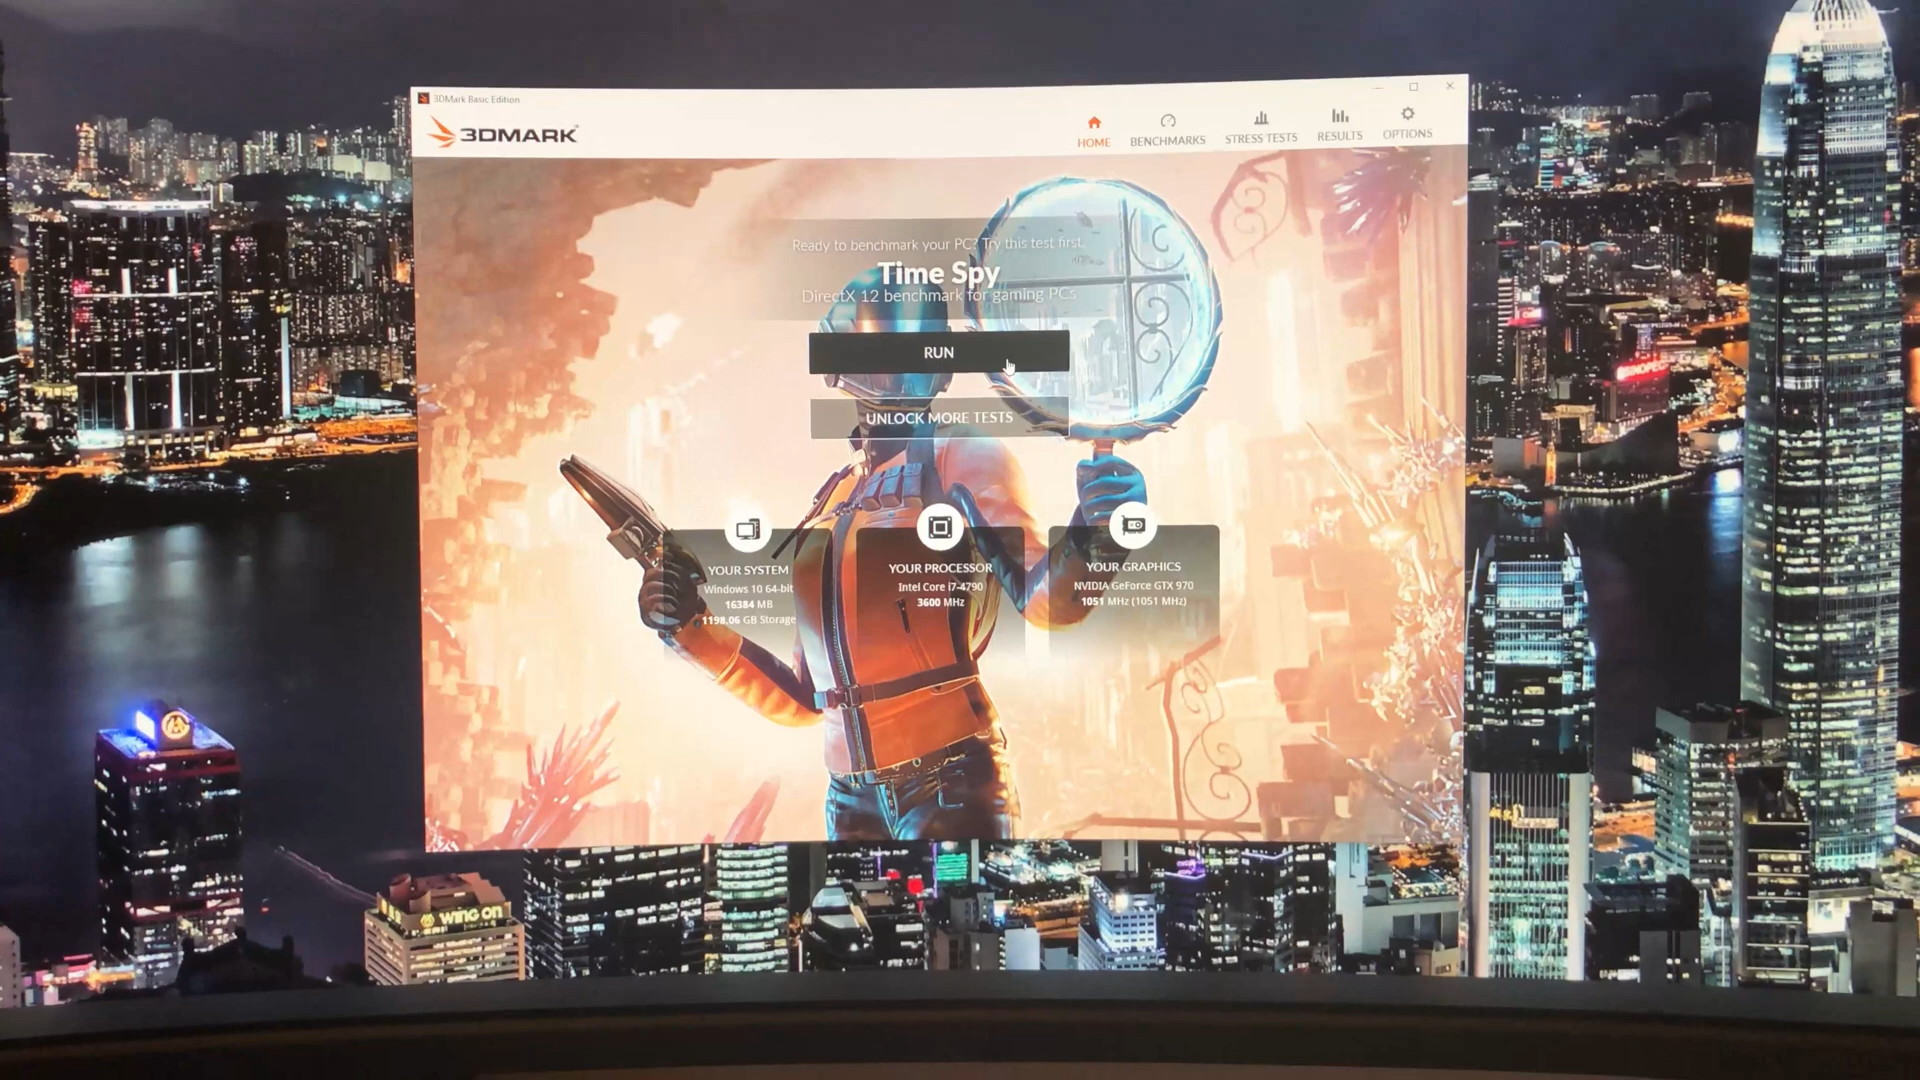 3DMark Basic Edition
3DMARK
HOME
BENCHMARKS
STRESS TESTS
RESULTS
OPTIONS
Ready to benchmark your PC? Try this test first.
Time Spy
DirectX 12 benchmark for gaming PCs
RUN
UNLOCK MORE TESTS
YOUR SYSTEM
Windows 10 64-bit
16384 MB
1198.06 GB Storage
YOUR PROCESSOR
Intel Core i7-4790
3600 MHz
YOUR GRAPHICS
NVIDIA GeForce GTX 970
1051 MHz (1051 MHz)
SINOPEC
wing on